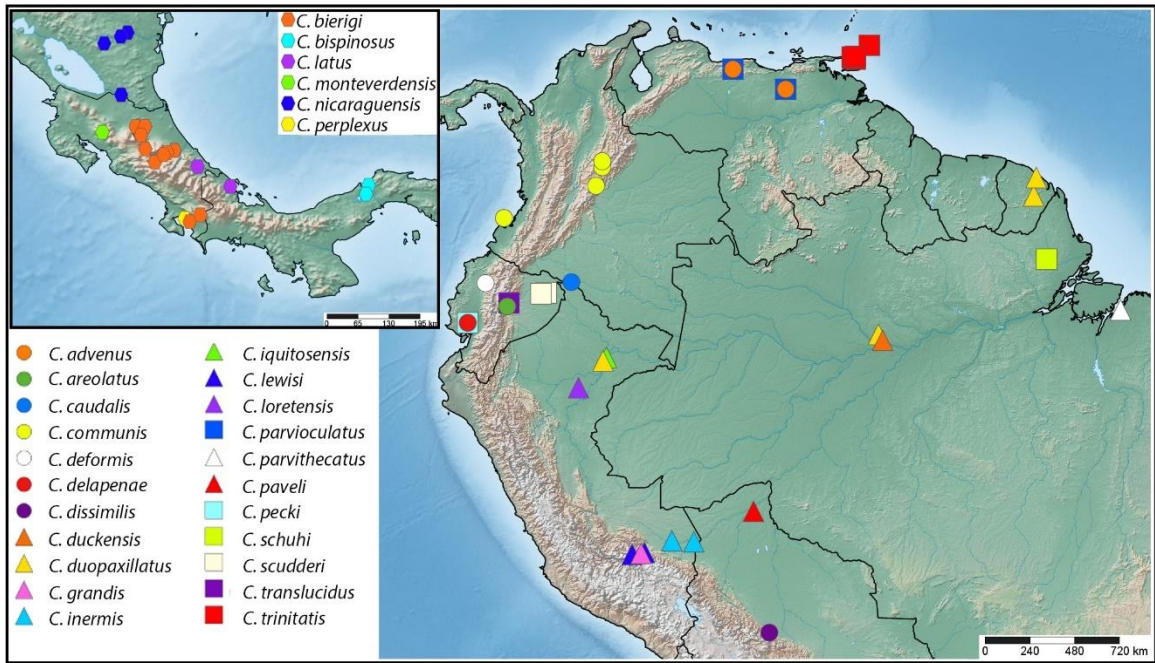 C. bierigi
C. bispinosus
C. latus
C. monteverdensis
C. nicaraguensis
C. perplexus
0 65 130 195 km
C. advenus
C. areolatus
C. caudalis
C. communis
C. deformis
C. delapenae
C. dissimilis
C. duckensis
C. duopaxillatus
C. grandis
C. inermis
C. iquitosensis
C. lewisi
C. loretensis
C. parvioculatus
C. parvithecatus
C. paveli
C. pecki
C. schuhi
C. scudderi
C. translucidus
C. trinitatis
0 240 480 720 km